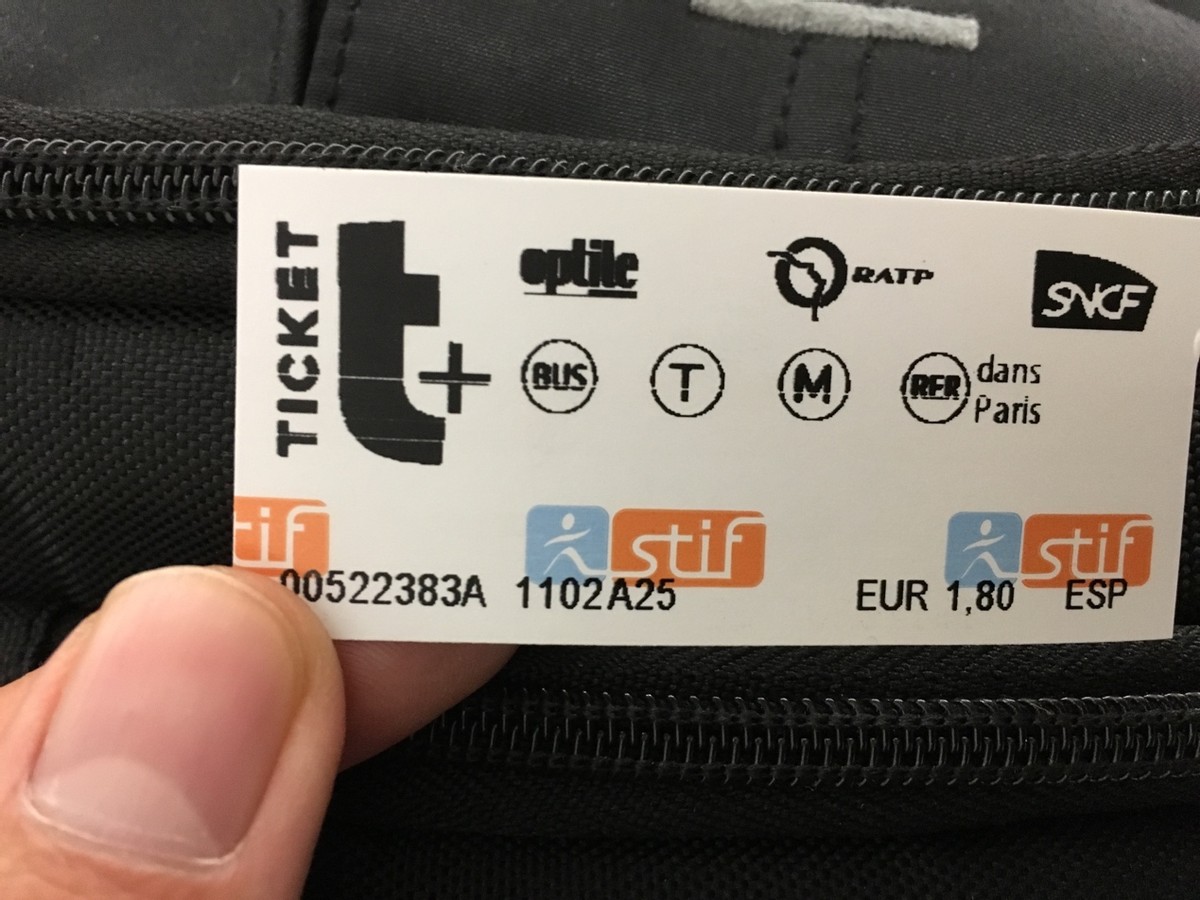 TICKET
t+
optile
RATP
SNCF
BUS
T
M
RER dans
Paris
stif
stif
stif
00522383A 1102A25 EUR 1,80 ESP